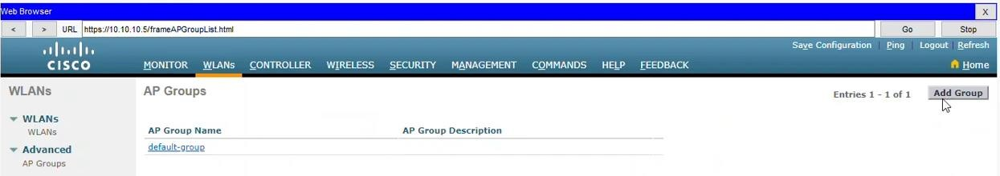 Web Browser X
< > URL https://10.10.10.5/frameAPGroupList.html Go Stop
Save Configuration | Ping | Logout | Refresh
CISCO MONITOR WLANs CONTROLLER WIRELESS SECURITY MANAGEMENT COMMANDS HELP FEEDBACK Home
WLANs
WLANs
WLANs
Advanced
AP Groups
AP Groups Entries 1 - 1 of 1 Add Group
AP Group Name AP Group Description
default-group